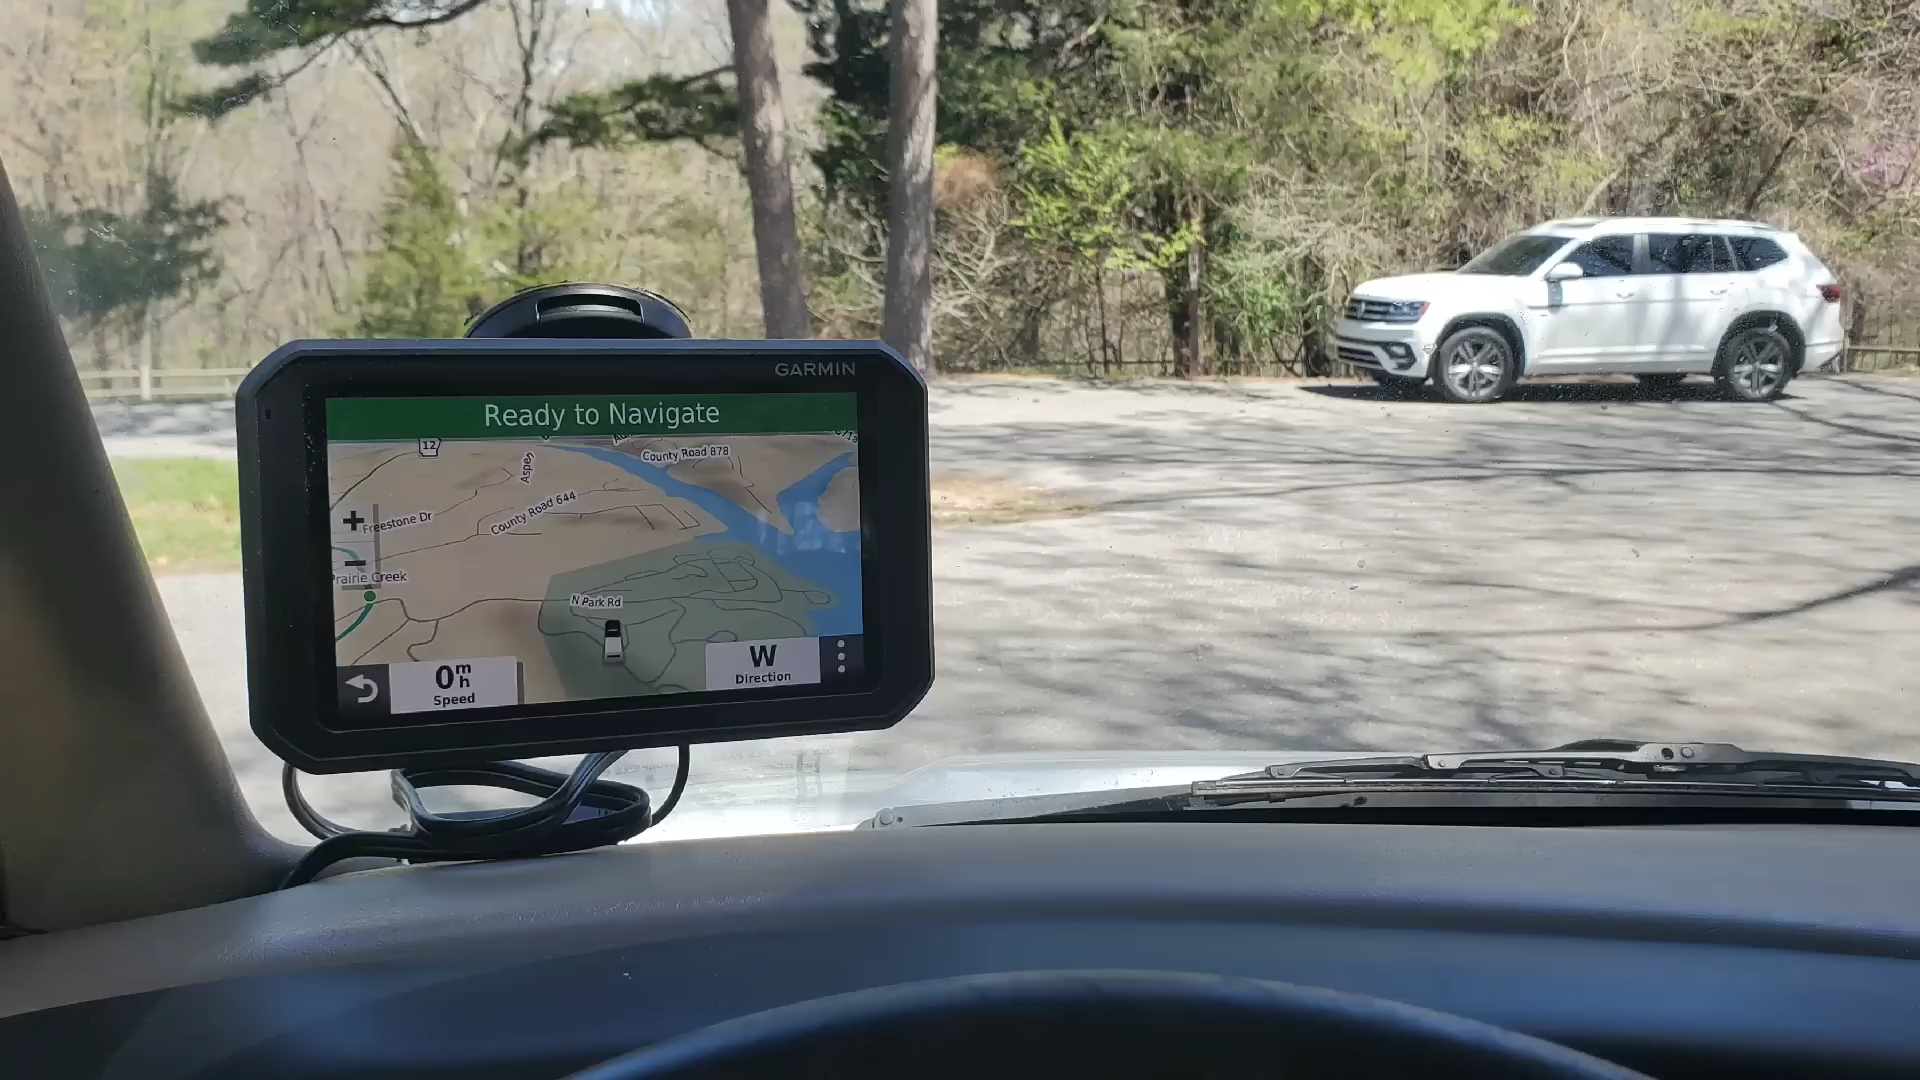 GARMIN
Ready to Navigate
12
Aspen
County Road 878
County Road 644
Freestone Dr
+
−
Prairie Creek
N Park Rd
0 mh
Speed
W
Direction